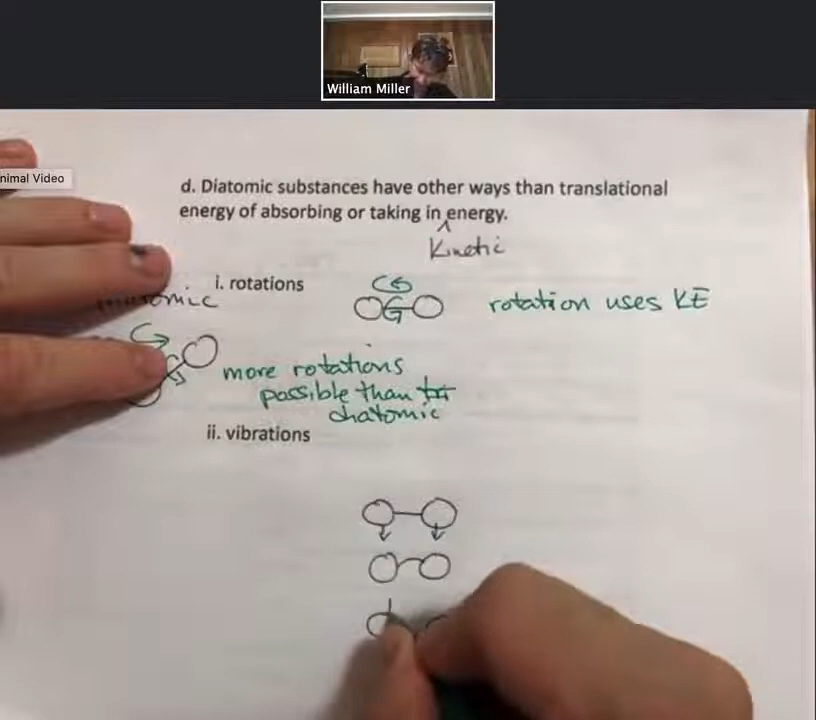 William Miller
nimal Video
d. Diatomic substances have other ways than translational
energy of absorbing or taking in energy.
Kinetic
i. rotations
rotation uses KE
more rotations
possible than
diatomic
ii. vibrations